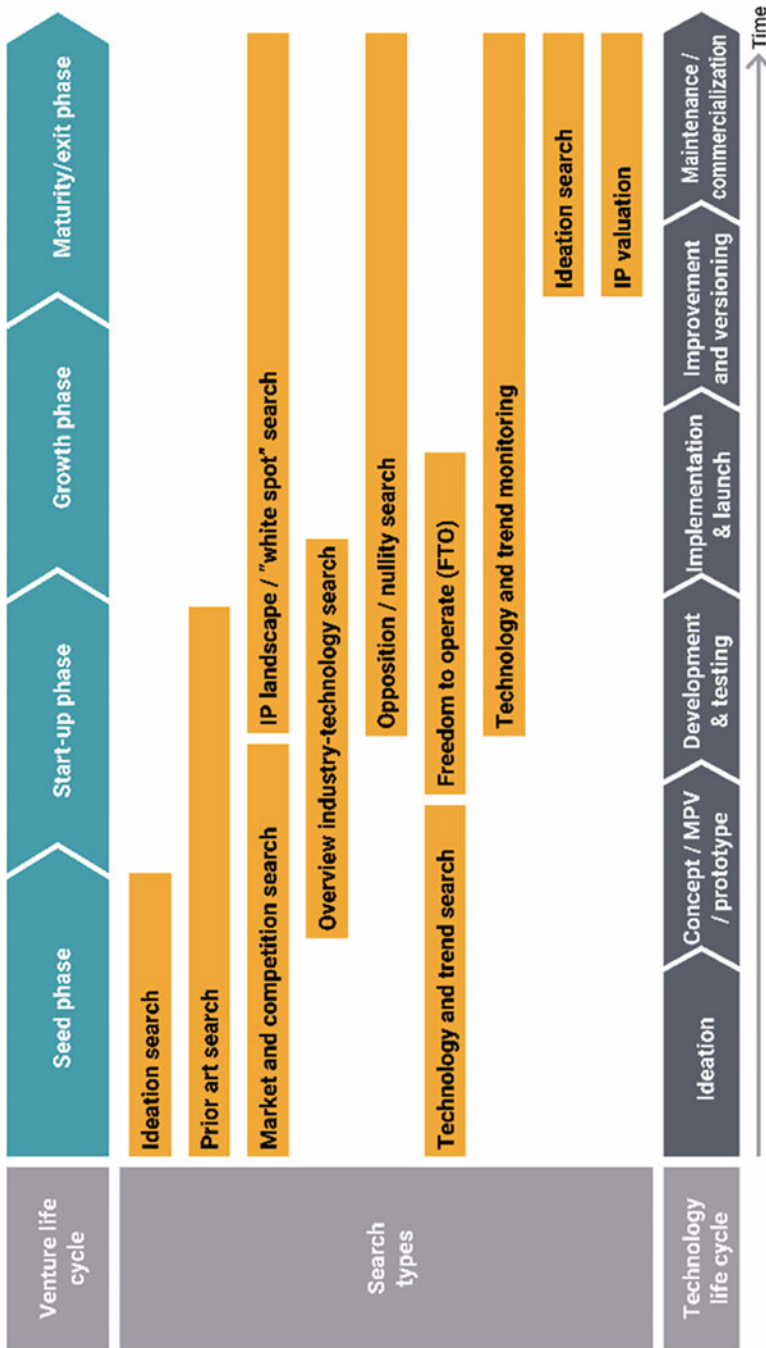 Venture life
cycle
Seed phase
Start-up phase
Growth phase
Maturity/exit phase
Search
types
Ideation search
Prior art search
Market and competition search
IP landscape / "white spot" search
Overview industry-technology search
Opposition / nullity search
Technology and trend search
Freedom to operate (FTO)
Technology and trend monitoring
Ideation search
IP valuation
Technology
life cycle
Ideation
Concept / MPV
/ prototype
Development
& testing
Implementation
& launch
Improvement
and versioning
Maintenance /
commercialization
Time